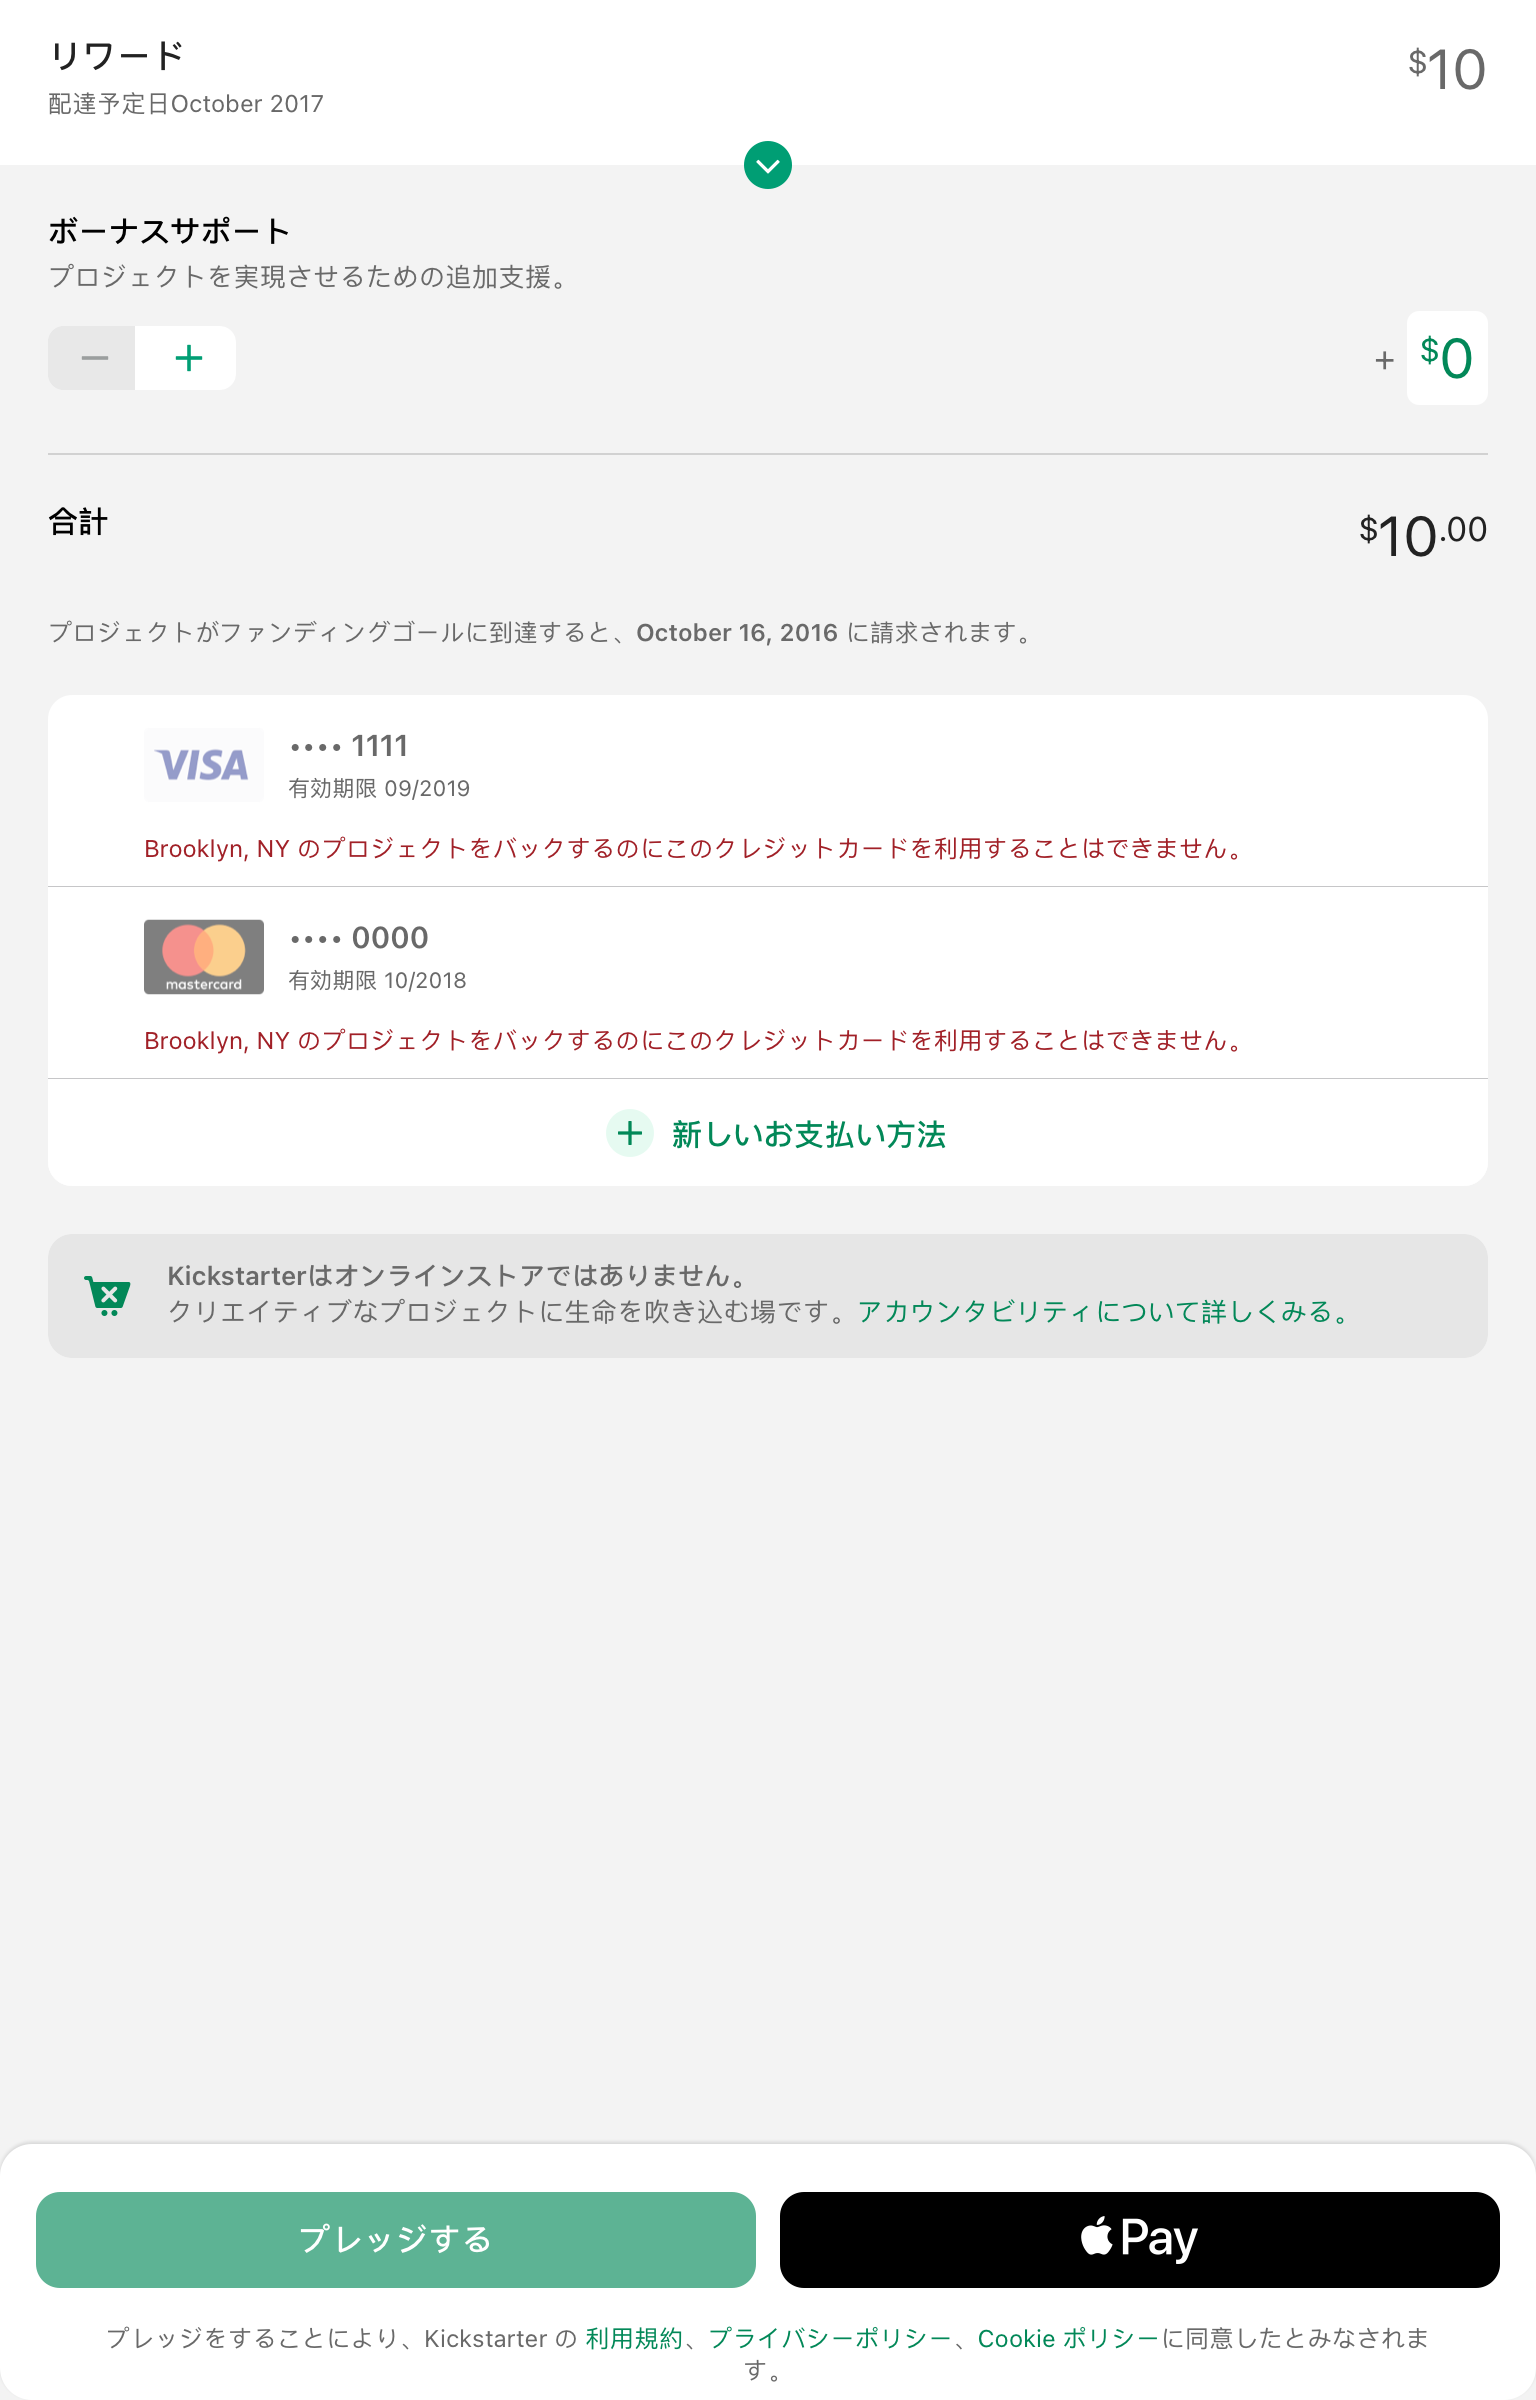 リワード
$10
配達予定日October 2017
ボーナスサポート
プロジェクトを実現させるための追加支援。
+ $0
合計
$10.00
プロジェクトがファンディングゴールに到達すると、October 16, 2016 に請求されます。
VISA
•••• 1111
有効期限 09/2019
Brooklyn, NY のプロジェクトをバックするのにこのクレジットカードを利用することはできません。
mastercard
•••• 0000
有効期限 10/2018
Brooklyn, NY のプロジェクトをバックするのにこのクレジットカードを利用することはできません。
新しいお支払い方法
Kickstarterはオンラインストアではありません。
クリエイティブなプロジェクトに生命を吹き込む場です。アカウンタビリティについて詳しくみる。
プレッジする
Pay
プレッジをすることにより、Kickstarter の 利用規約、プライバシーポリシー、Cookie ポリシーに同意したとみなされま
す。